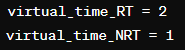 virtual_time_RT = 2
virtual_time_NRT = 1